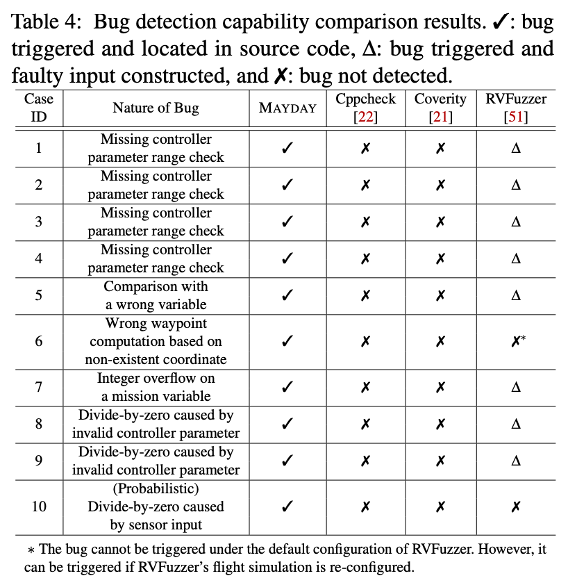 Table 4: Bug detection capability comparison results. ✓: bug
triggered and located in source code, Δ: bug triggered and
faulty input constructed, and ✗: bug not detected.
Case ID | Nature of Bug | MAYDAY | Cppcheck [22] | Coverity [21] | RVFuzzer [51]
1 | Missing controller parameter range check | ✓ | ✗ | ✗ | Δ
2 | Missing controller parameter range check | ✓ | ✗ | ✗ | Δ
3 | Missing controller parameter range check | ✓ | ✗ | ✗ | Δ
4 | Missing controller parameter range check | ✓ | ✗ | ✗ | Δ
5 | Comparison with a wrong variable | ✓ | ✗ | ✗ | Δ
6 | Wrong waypoint computation based on non-existent coordinate | ✓ | ✗ | ✗ | ✗*
7 | Integer overflow on a mission variable | ✓ | ✗ | ✗ | Δ
8 | Divide-by-zero caused by invalid controller parameter | ✓ | ✗ | ✗ | Δ
9 | Divide-by-zero caused by invalid controller parameter | ✓ | ✗ | ✗ | Δ
10 | (Probabilistic) Divide-by-zero caused by sensor input | ✓ | ✗ | ✗ | ✗
* The bug cannot be triggered under the default configuration of RVFuzzer. However, it
can be triggered if RVFuzzer's flight simulation is re-configured.